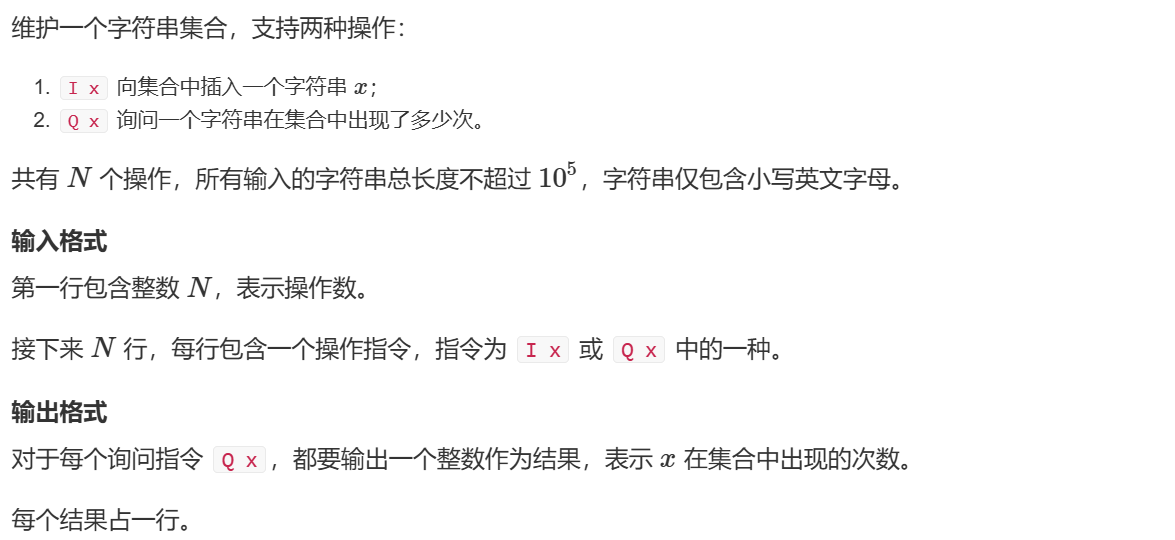 维护一个字符串集合，支持两种操作：
1. I x 向集合中插入一个字符串 x；
2. Q x 询问一个字符串在集合中出现了多少次。
共有 N 个操作，所有输入的字符串总长度不超过 10⁵，字符串仅包含小写英文字母。
输入格式
第一行包含整数 N，表示操作数。
接下来 N 行，每行包含一个操作指令，指令为 I x 或 Q x 中的一种。
输出格式
对于每个询问指令 Q x，都要输出一个整数作为结果，表示 x 在集合中出现的次数。
每个结果占一行。